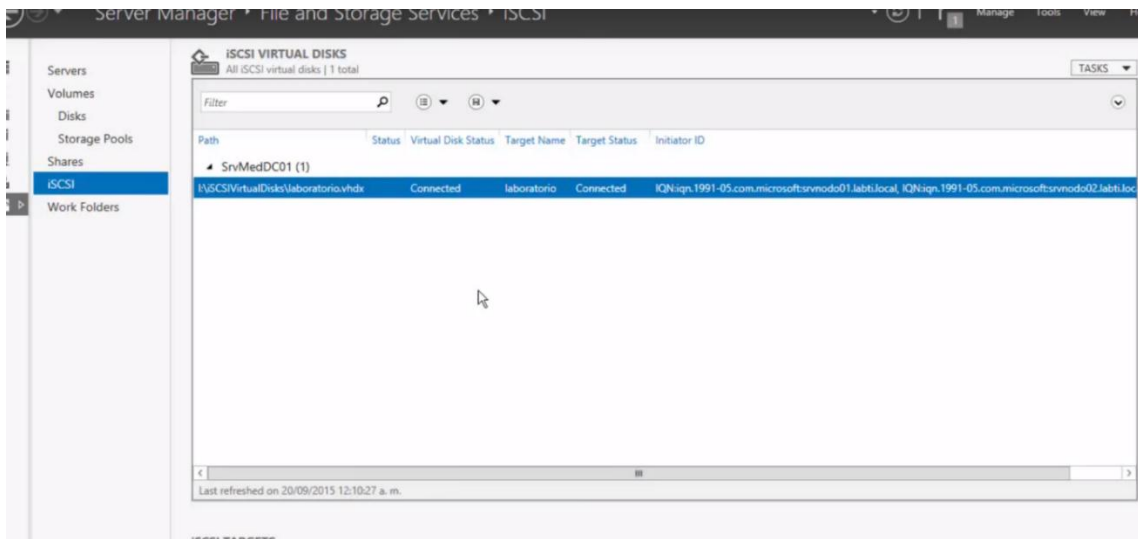 Server Manager • File and Storage Services • iSCSI
1 Manage Tools View
Servers
Volumes
Disks
Storage Pools
Shares
iSCSI
Work Folders
iSCSI VIRTUAL DISKS
All iSCSI virtual disks | 1 total
TASKS
Filter
Path Status Virtual Disk Status Target Name Target Status Initiator ID
SrvMedDC01 (1)
I:\iSCSIVirtualDisks\laboratorio.vhdx Connected laboratorio Connected IQN:iqn.1991-05.com.microsoft:srvnodo01.labti.local, IQN:iqn.1991-05.com.microsoft:srvnodo02.labti.loc
Last refreshed on 20/09/2015 12:10:27 a. m.
iSCSI TARGETS